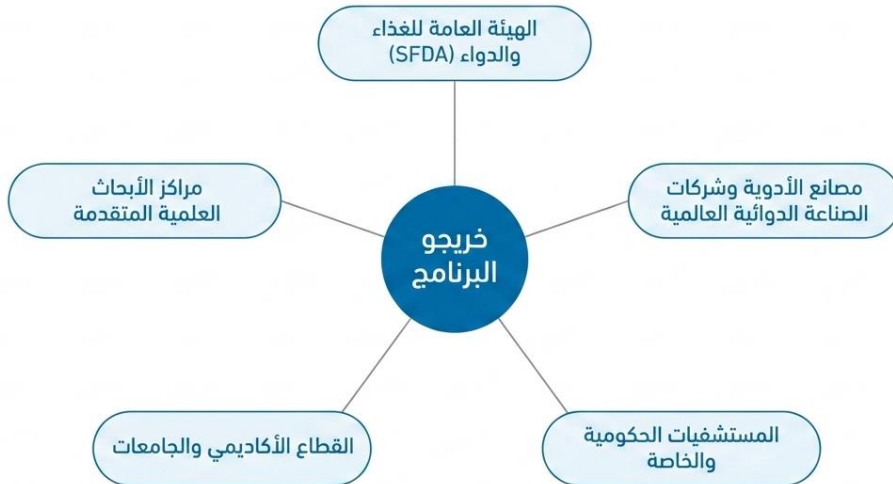 الهيئة العامة للغذاء
والدواء (SFDA)
مصانع الأدوية وشركات
الصناعة الدوائية العالمية
مراكز الأبحاث
العلمية المتقدمة
خريجو
البرنامج
المستشفيات الحكومية
والخاصة
القطاع الأكاديمي والجامعات